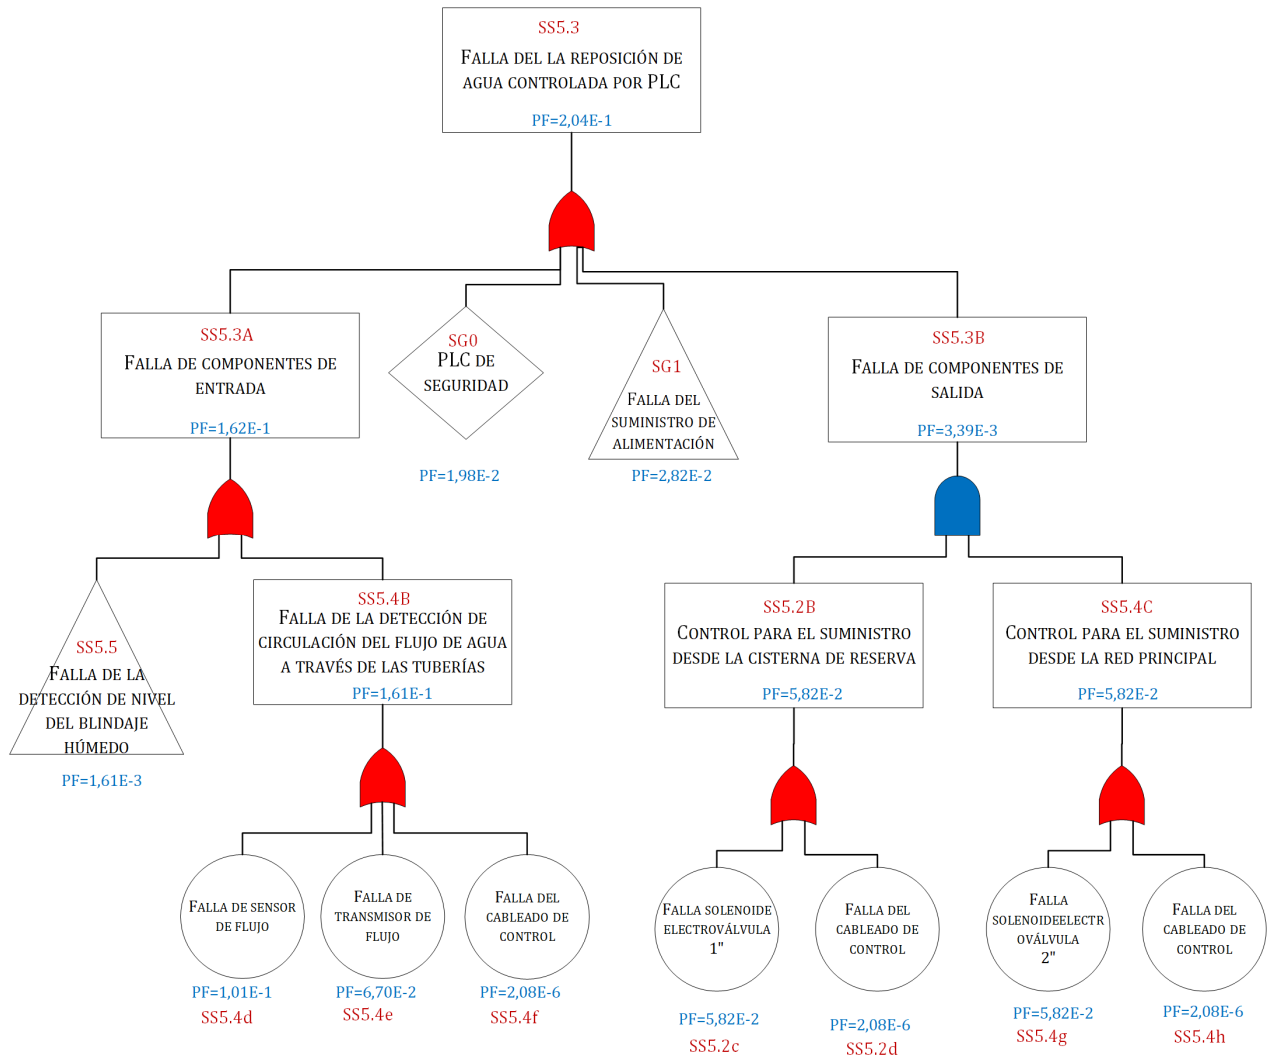 SS5.3
FALLA DEL LA REPOSICIÓN DE
AGUA CONTROLADA POR PLC
PF=2,04E-1
SS5.3A
FALLA DE COMPONENTES DE
ENTRADA
PF=1,62E-1
SG0
PLC DE
SEGURIDAD
PF=1,98E-2
SG1
FALLA DEL
SUMINISTRO DE
ALIMENTACIÓN
PF=2,82E-2
SS5.3B
FALLA DE COMPONENTES DE
SALIDA
PF=3,39E-3
SS5.5
FALLA DE LA
DETECCIÓN DE NIVEL
DEL BLINDAJE
HÚMEDO
PF=1,61E-3
SS5.4B
FALLA DE LA DETECCIÓN DE
CIRCULACIÓN DEL FLUJO DE AGUA
A TRAVÉS DE LAS TUBERÍAS
PF=1,61E-1
SS5.2B
CONTROL PARA EL SUMINISTRO
DESDE LA CISTERNA DE RESERVA
PF=5,82E-2
SS5.4C
CONTROL PARA EL SUMINISTRO
DESDE LA RED PRINCIPAL
PF=5,82E-2
FALLA DE SENSOR
DE FLUJO
PF=1,01E-1
SS5.4d
FALLA DE
TRANSMISOR DE
FLUJO
PF=6,70E-2
SS5.4e
FALLA DEL
CABLEADO DE
CONTROL
PF=2,08E-6
SS5.4f
FALLA SOLENOIDE
ELECTROVÁLVULA
1"
PF=5,82E-2
SS5.2c
FALLA DEL
CABLEADO DE
CONTROL
PF=2,08E-6
SS5.2d
FALLA
SOLENOIDEELECTR
OVÁLVULA
2"
PF=5,82E-2
SS5.4g
FALLA DEL
CABLEADO DE
CONTROL
PF=2,08E-6
SS5.4h